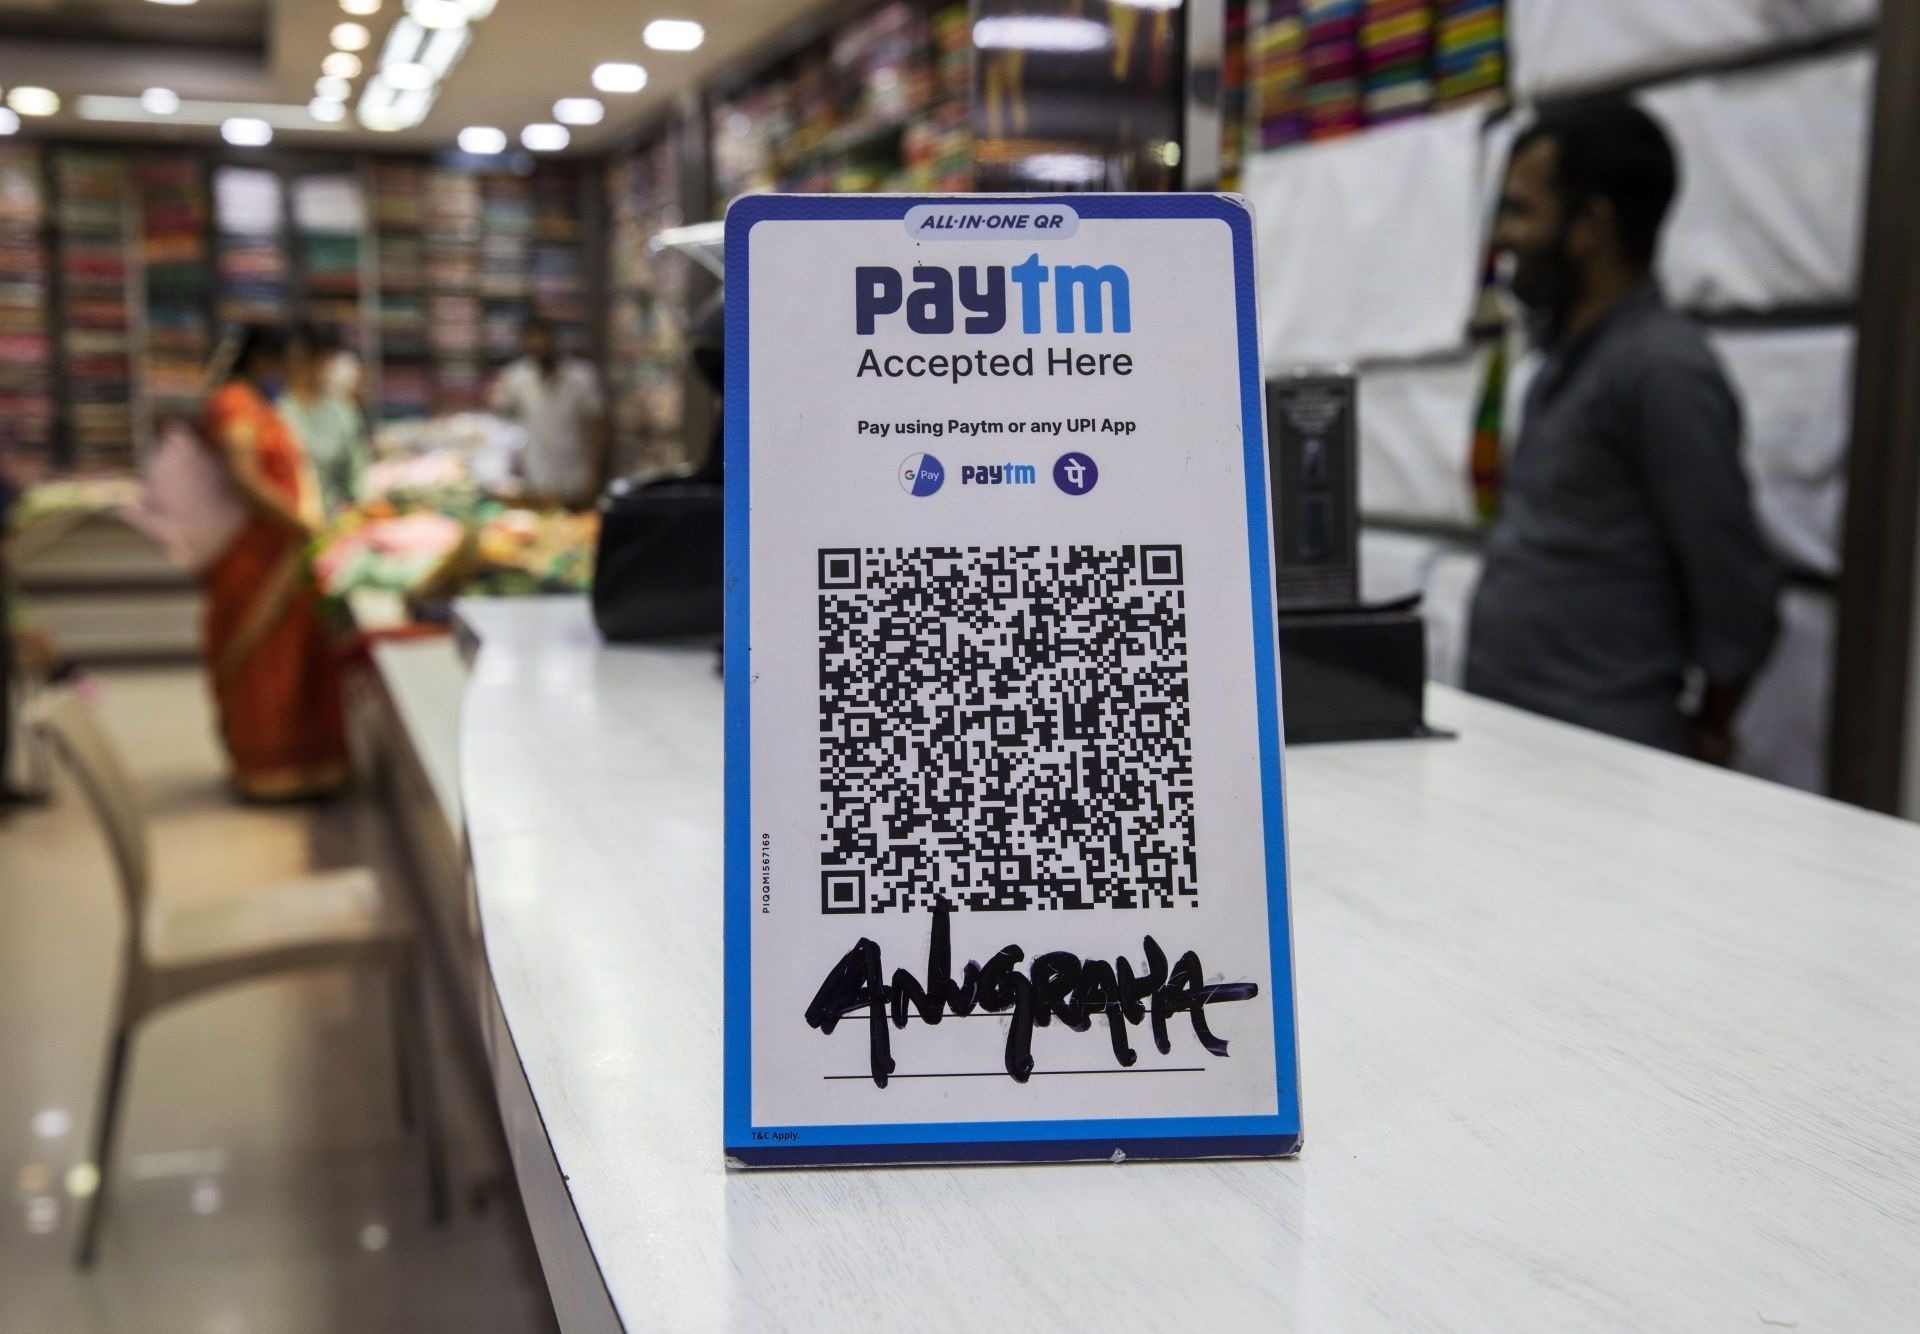 ALL-IN-ONE QR
paytm
Accepted Here
Pay using Paytm or any UPI App
G Pay paytm पे
PIQQMI567169
ANUGRAHA
T&C Apply.